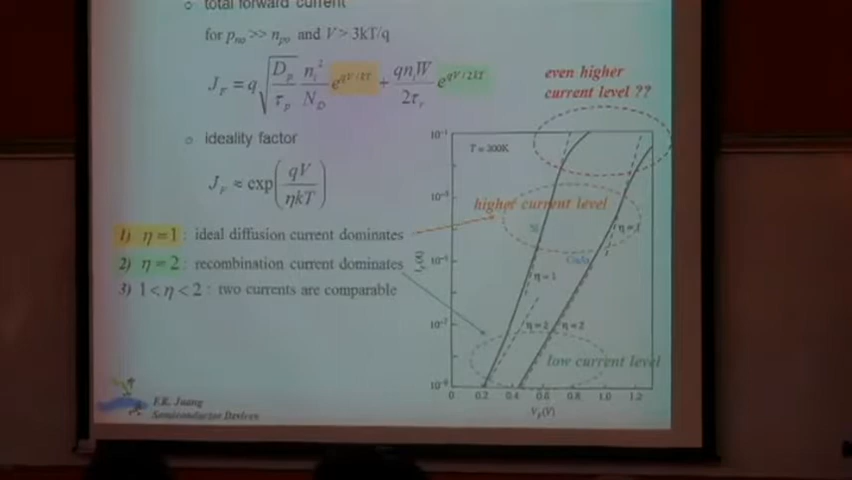 ○ total forward current
for pno >> npo and V > 3kT/q
J_F = q √(D_p/τ_p) n_i²/N_D e^(qV/kT) + qn_iW/2τ_r e^(qV/2kT)
○ ideality factor
J_F ≈ exp(qV/ηkT)
1) η = 1 : ideal diffusion current dominates
2) η = 2 : recombination current dominates
3) 1 < η < 2 : two currents are comparable
even higher
current level ??
T = 300K
higher current level
Si
η = 1
GaAs
η = 1
η = 2
η = 2
low current level
0 0.2 0.4 0.6 0.8 1.0 1.2
V_F(V)
F.R. Juang
Semiconductor Devices